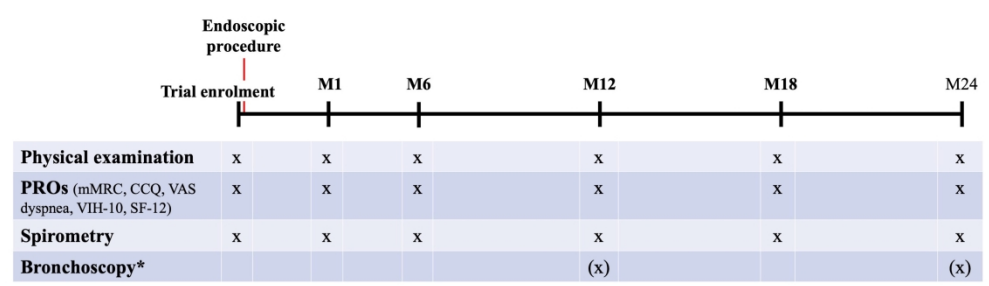 Endoscopic
procedure
Trial enrolment M1 M6 M12 M18 M24
Physical examination x x x x x x
PROs (mMRC, CCQ, VAS x x x x x x
dyspnea, VIH-10, SF-12)
Spirometry x x x x x x
Bronchoscopy* (x) (x)